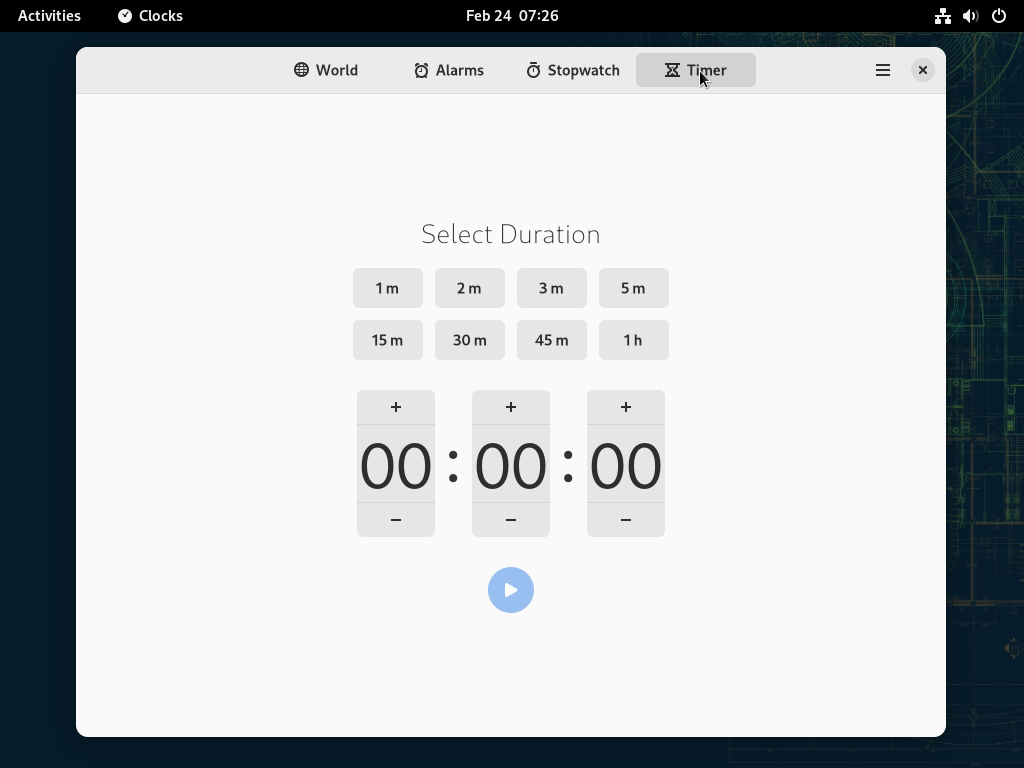 Activities Clocks Feb 24 07:26
World Alarms Stopwatch Timer
Select Duration
1 m 2 m 3 m 5 m
15 m 30 m 45 m 1 h
+ + +
00 : 00 : 00
− − −